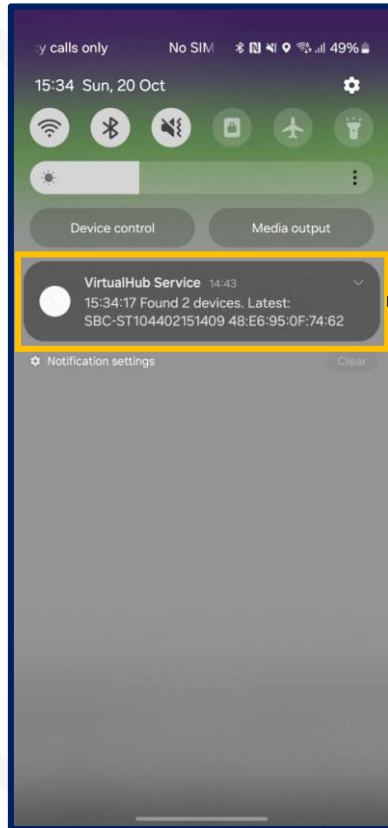 :y calls only No SIM 49%
15:34 Sun, 20 Oct
Device control Media output
VirtualHub Service 14:43
15:34:17 Found 2 devices. Latest:
SBC-ST104402151409 48:E6:95:0F:74:62
Notification settings Clear